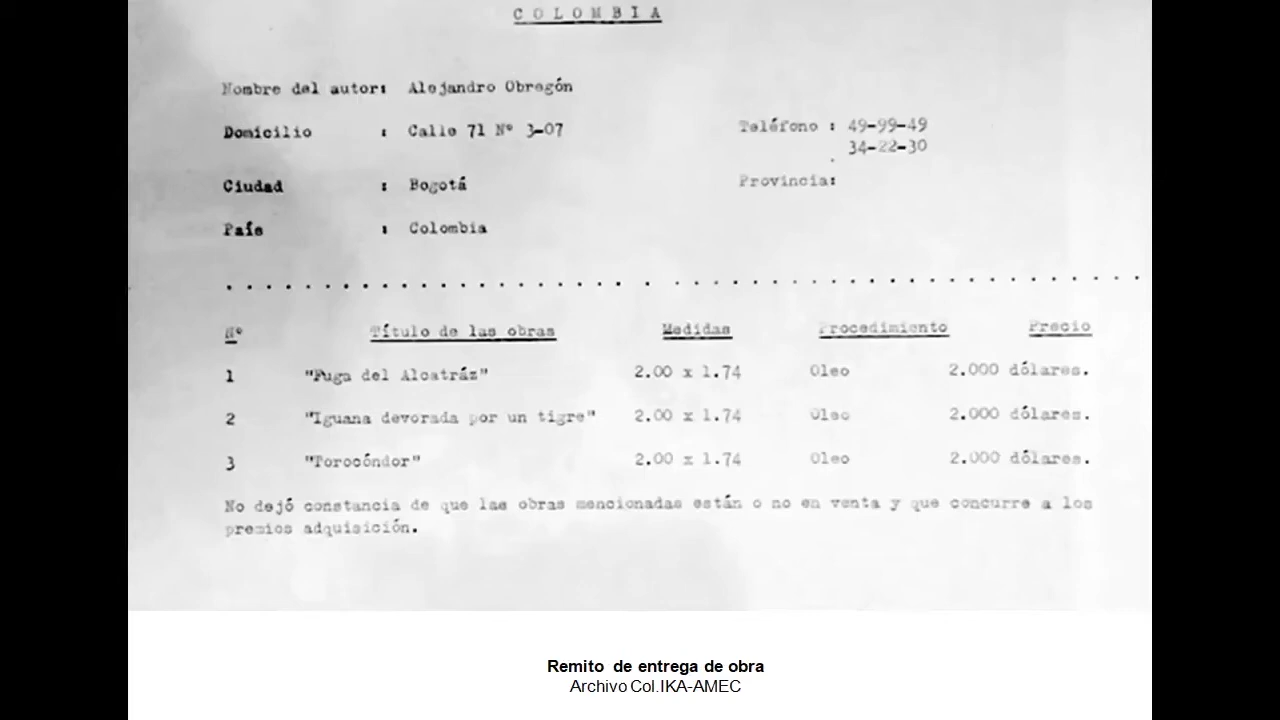 COLOMBIA
Nombre del autor: Alejandro Obregón
Domicilio : Calle 71 Nº 3-07 Teléfono : 49-99-49
34-22-30
Ciudad : Bogotá Provincia:
País : Colombia
Nº Título de las obras Medidas Procedimiento Precio
1 "Fuga del Alcatráz" 2.00 x 1.74 Oleo 2.000 dólares.
2 "Iguana devorada por un tigre" 2.00 x 1.74 Oleo 2.000 dólares.
3 "Torocóndor" 2.00 x 1.74 Oleo 2.000 dólares.
No dejó constancia de que las obras mencionadas están o no en venta y que concurre a los
premios adquisición.
Remito de entrega de obra
Archivo Col.IKA-AMEC